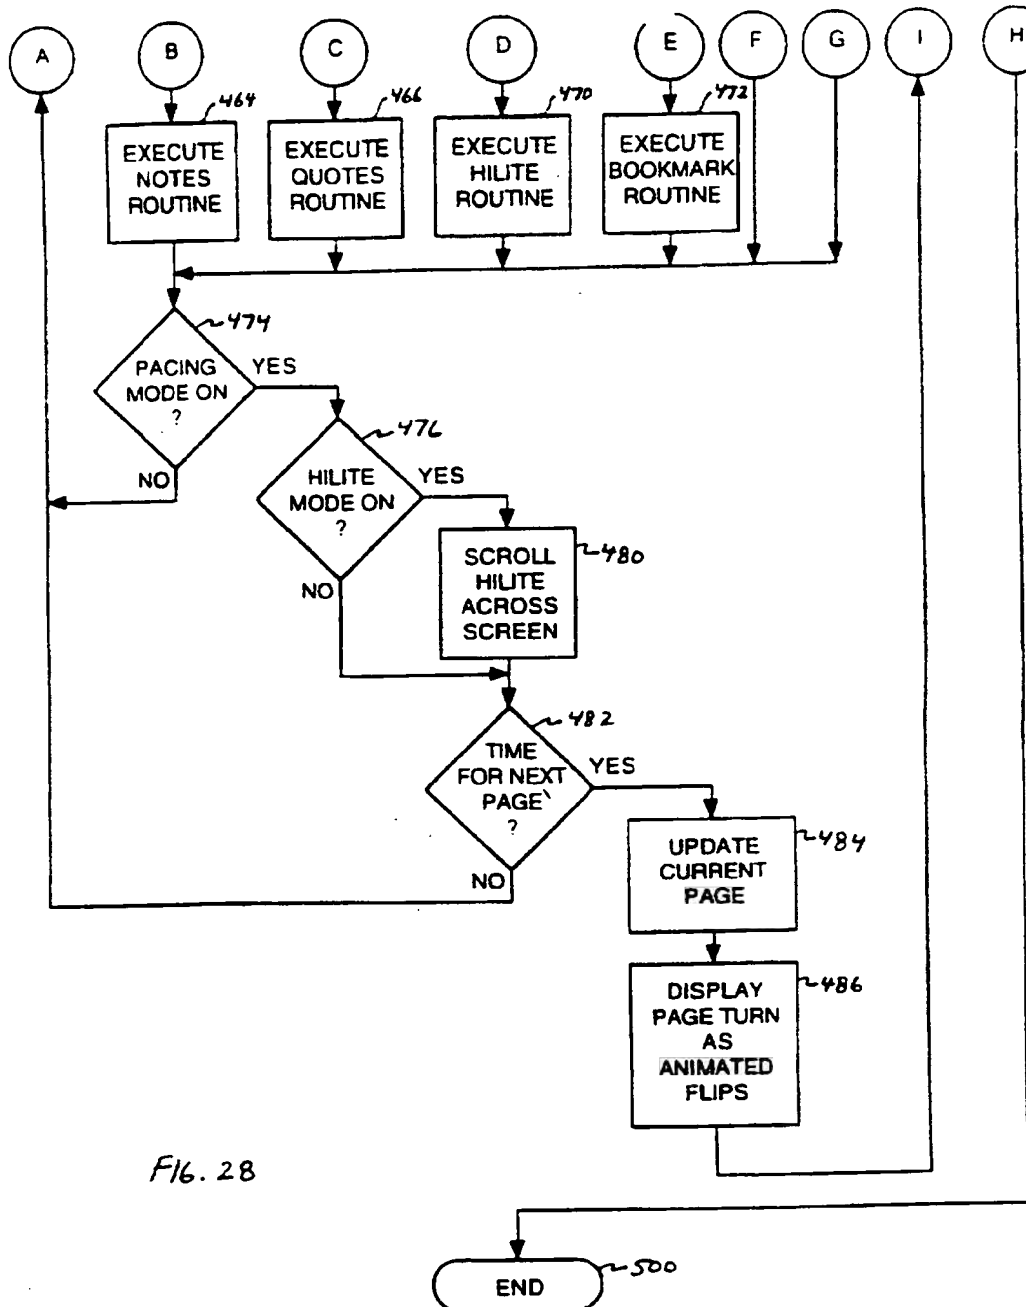 A B C D E F G I H
464 466 470 472
EXECUTE
NOTES
ROUTINE
EXECUTE
QUOTES
ROUTINE
EXECUTE
HILITE
ROUTINE
EXECUTE
BOOKMARK
ROUTINE
474
PACING
MODE ON
?
YES
NO
476
HILITE
MODE ON
?
YES
NO
480
SCROLL
HILITE
ACROSS
SCREEN
482
TIME
FOR NEXT
PAGE
?
YES
NO
484
UPDATE
CURRENT
PAGE
486
DISPLAY
PAGE TURN
AS
ANIMATED
FLIPS
FIG. 28
500
END